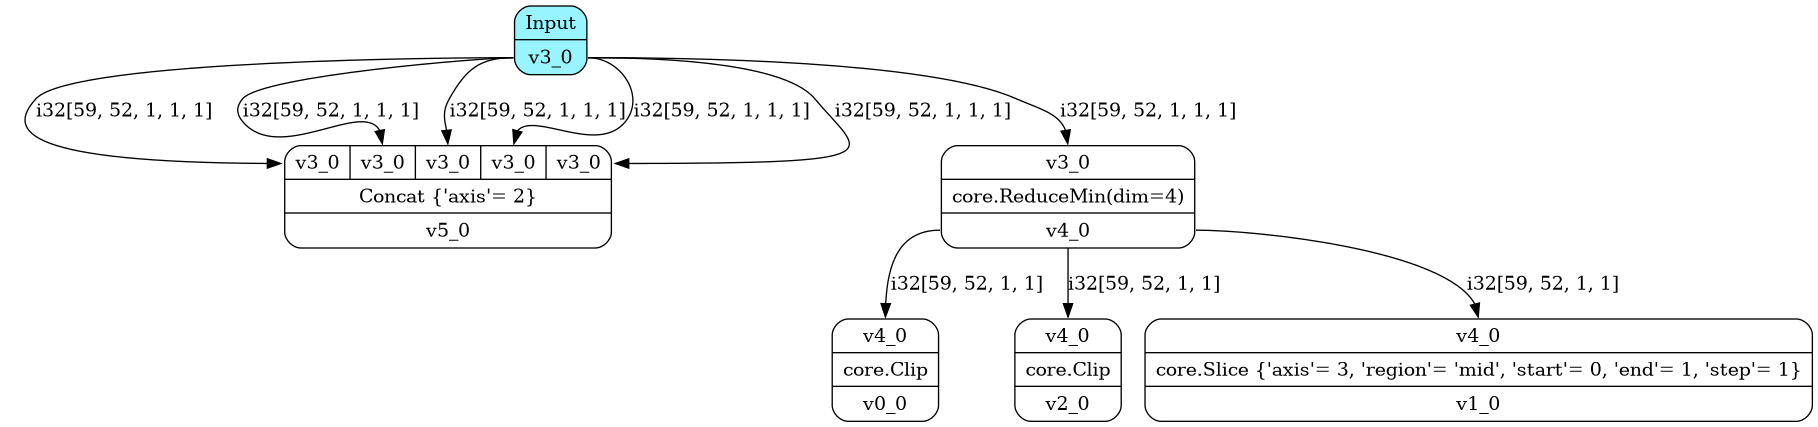 Input
v3_0
i32[59, 52, 1, 1, 1] i32[59, 52, 1, 1, 1] i32[59, 52, 1, 1, 1] i32[59, 52, 1, 1, 1] i32[59, 52, 1, 1, 1] i32[59, 52, 1, 1, 1]
v3_0 v3_0 v3_0 v3_0 v3_0
Concat {'axis'= 2}
v5_0
v3_0
core.ReduceMin(dim=4)
v4_0
i32[59, 52, 1, 1] i32[59, 52, 1, 1] i32[59, 52, 1, 1]
v4_0
core.Clip
v0_0
v4_0
core.Clip
v2_0
v4_0
core.Slice {'axis'= 3, 'region'= 'mid', 'start'= 0, 'end'= 1, 'step'= 1}
v1_0